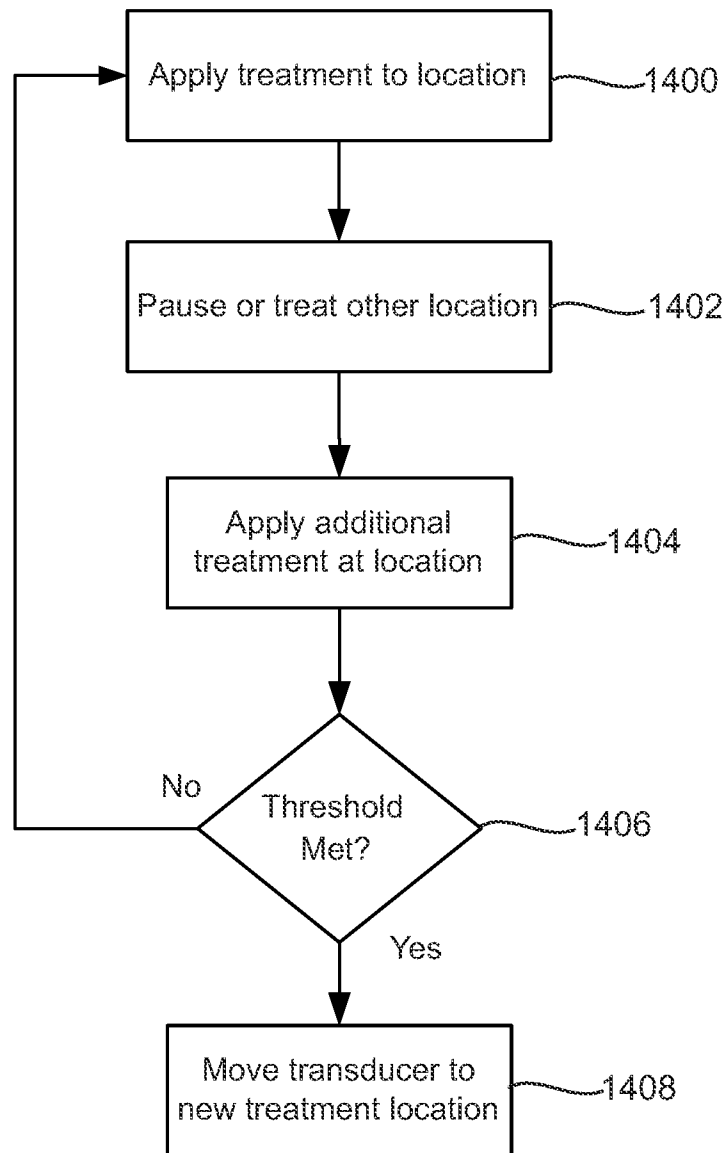 Apply treatment to location
1400
Pause or treat other location
1402
Apply additional
treatment at location
1404
No
Threshold
Met?
1406
Yes
Move transducer to
new treatment location
1408